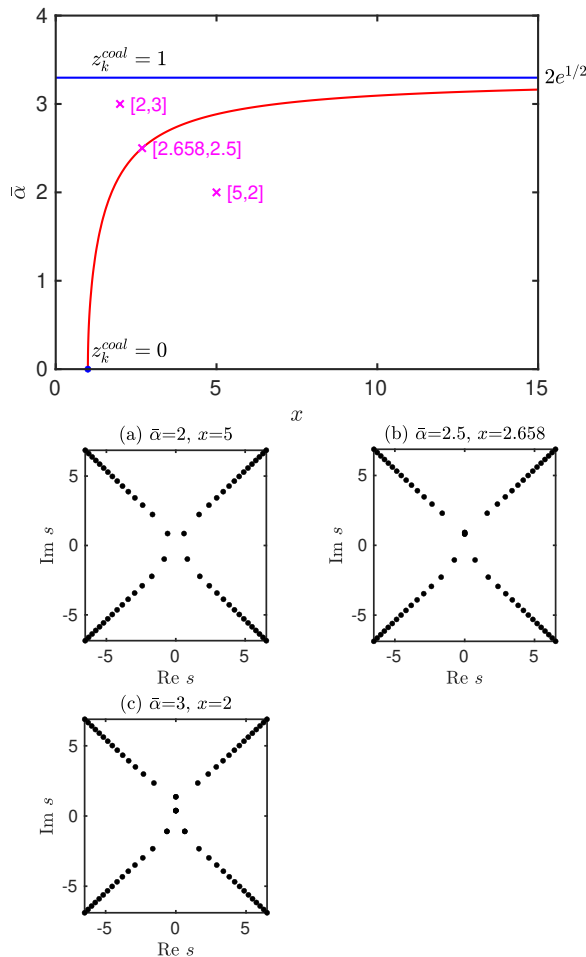 4
3
2
1
0
ᾱ
z_k^{coal} = 1
2e^{1/2}
[2,3]
[2.658,2.5]
[5,2]
z_k^{coal} = 0
0 5 10 15
x
(a) ᾱ=2, x=5
5
0
-5
Im s
-5 0 5
Re s
(b) ᾱ=2.5, x=2.658
5
0
-5
Im s
-5 0 5
Re s
(c) ᾱ=3, x=2
5
0
-5
Im s
-5 0 5
Re s